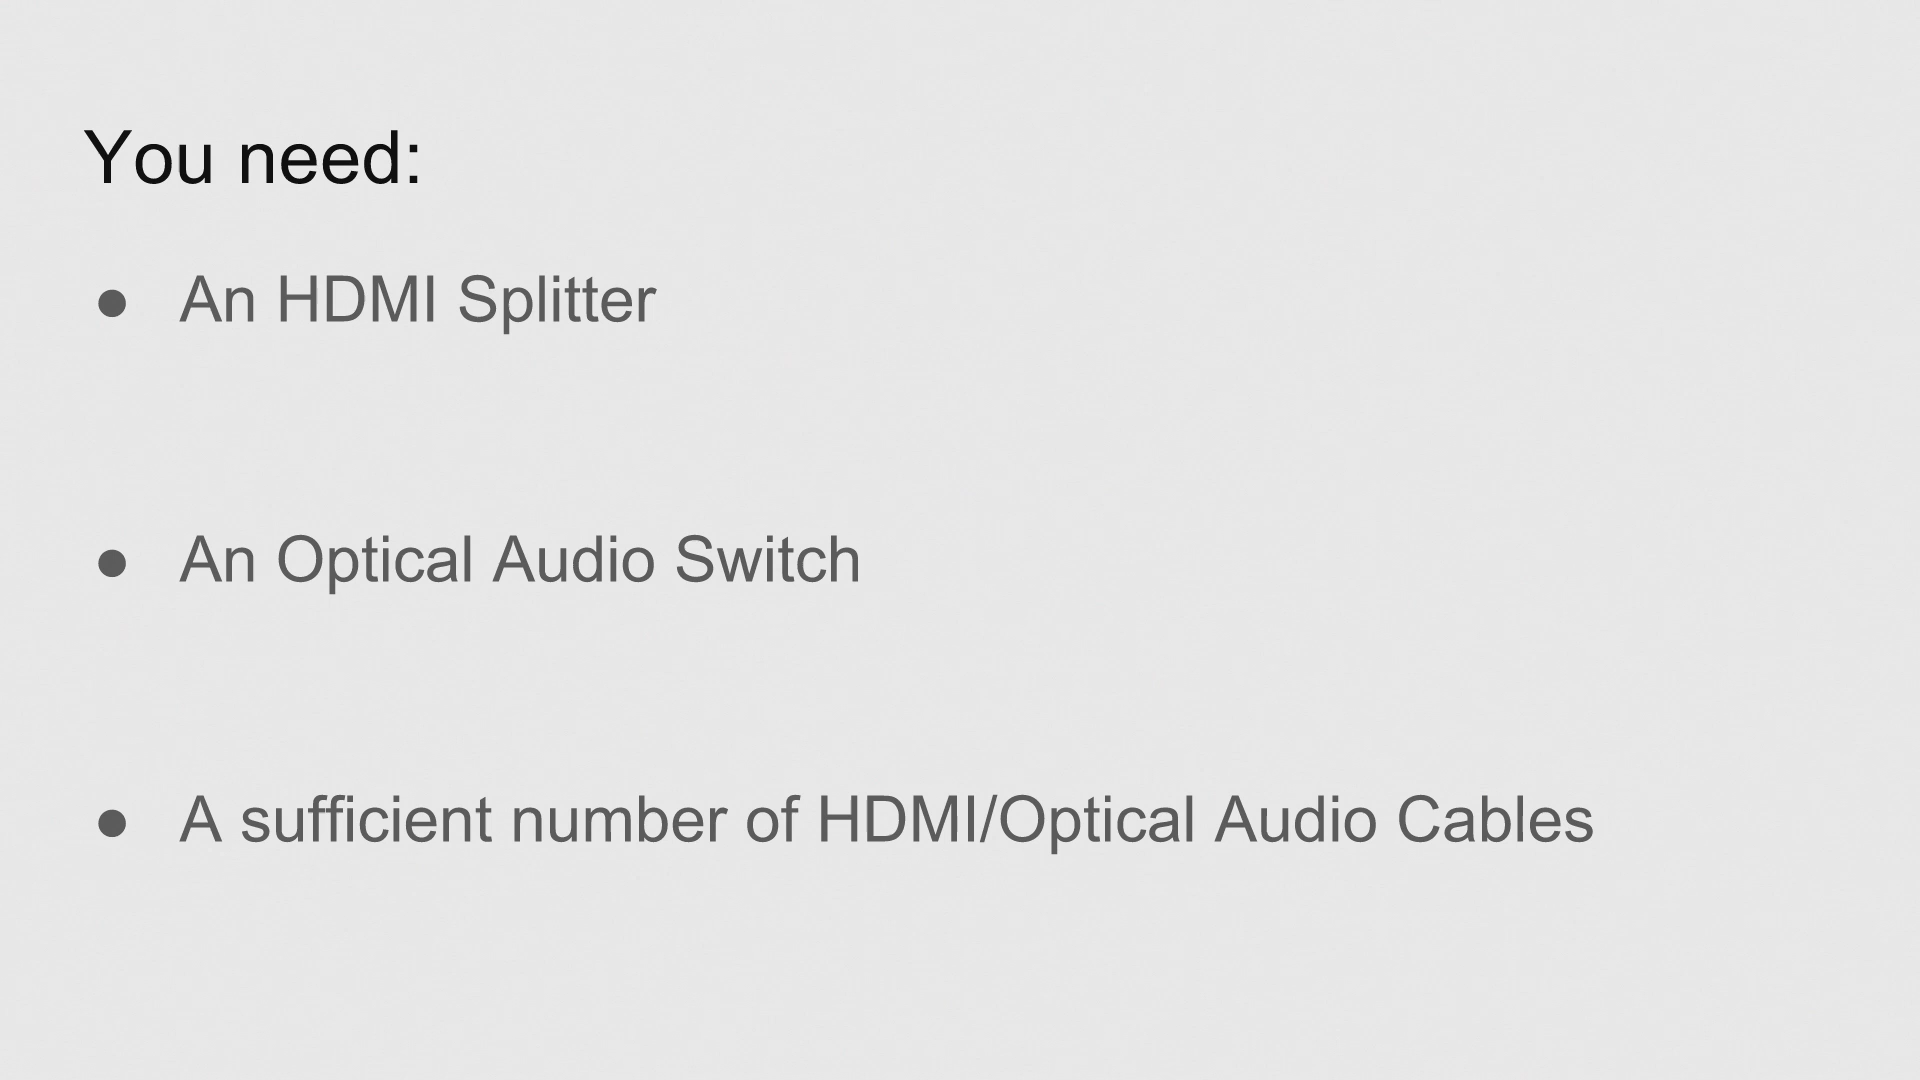 You need:
● An HDMI Splitter
● An Optical Audio Switch
● A sufficient number of HDMI/Optical Audio Cables